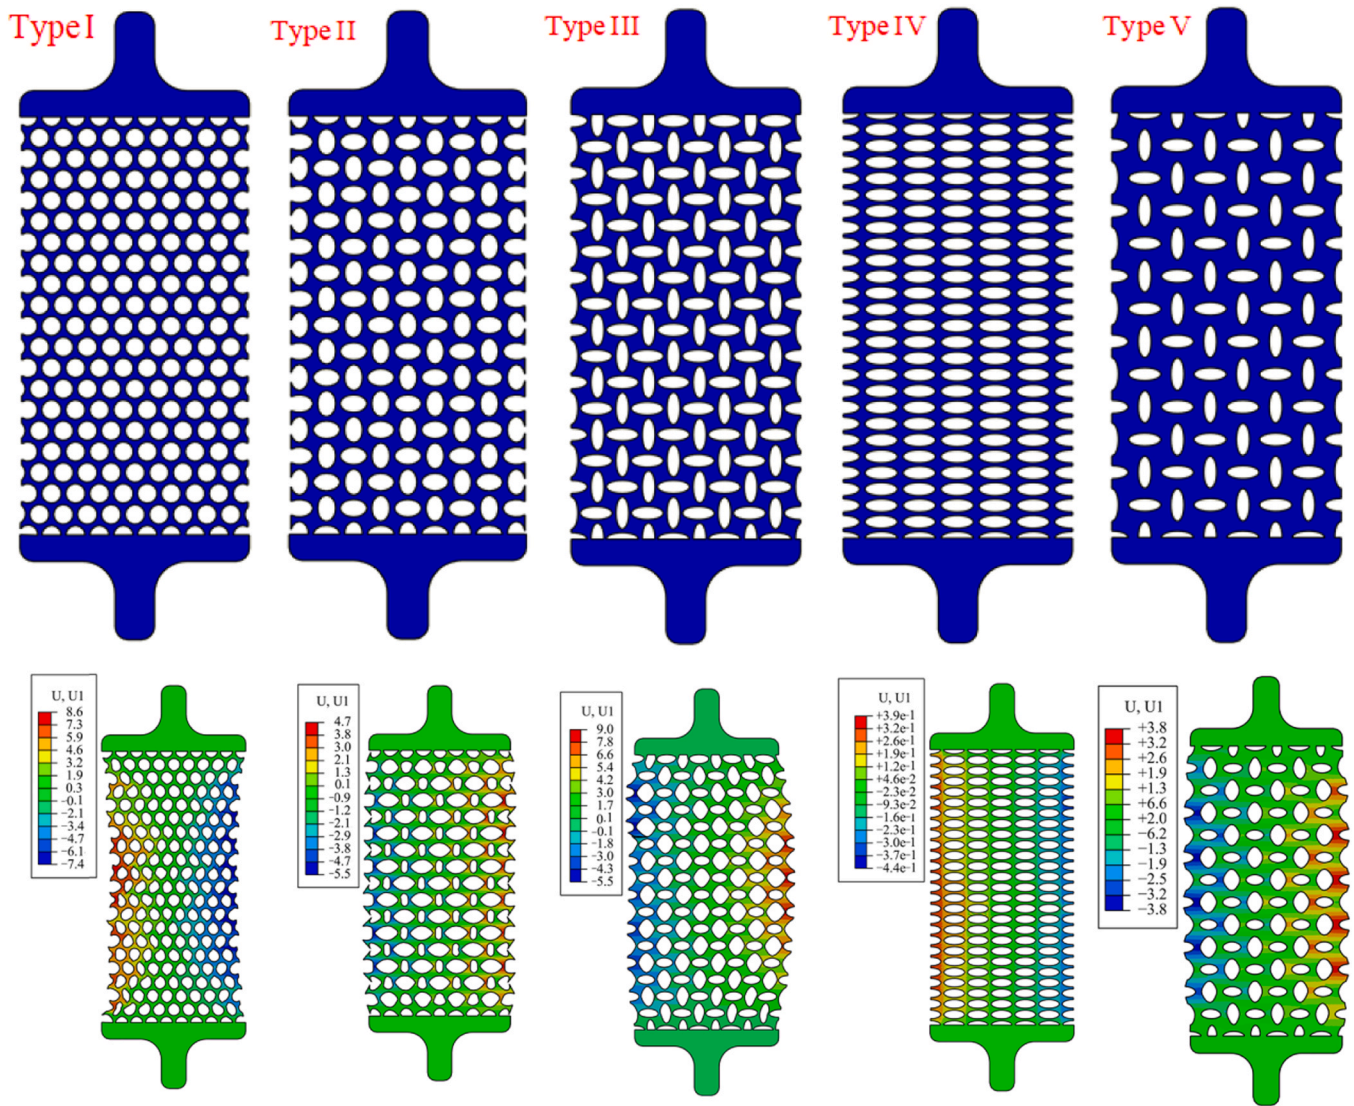 Type I
Type II
Type III
Type IV
Type V
U, U1
8.6
7.3
5.9
4.6
3.2
1.9
0.3
−0.1
−2.1
−3.4
−4.7
−6.1
−7.4
U, U1
4.7
3.8
3.0
2.1
1.3
0.1
−0.9
−1.2
−2.1
−2.9
−3.8
−4.7
−5.5
U, U1
9.0
7.8
6.6
5.4
4.2
3.0
1.7
0.1
−0.1
−1.8
−3.0
−4.3
−5.5
U, U1
+3.9e-1
+3.2e-1
+2.6e-1
+1.9e-1
+1.2e-1
+4.6e-2
−2.3e-2
−9.3e-2
−1.6e-1
−2.3e-1
−3.0e-1
−3.7e-1
−4.4e-1
U, U1
+3.8
+3.2
+2.6
+1.9
+1.3
+6.6
+2.0
−6.2
−1.3
−1.9
−2.5
−3.2
−3.8